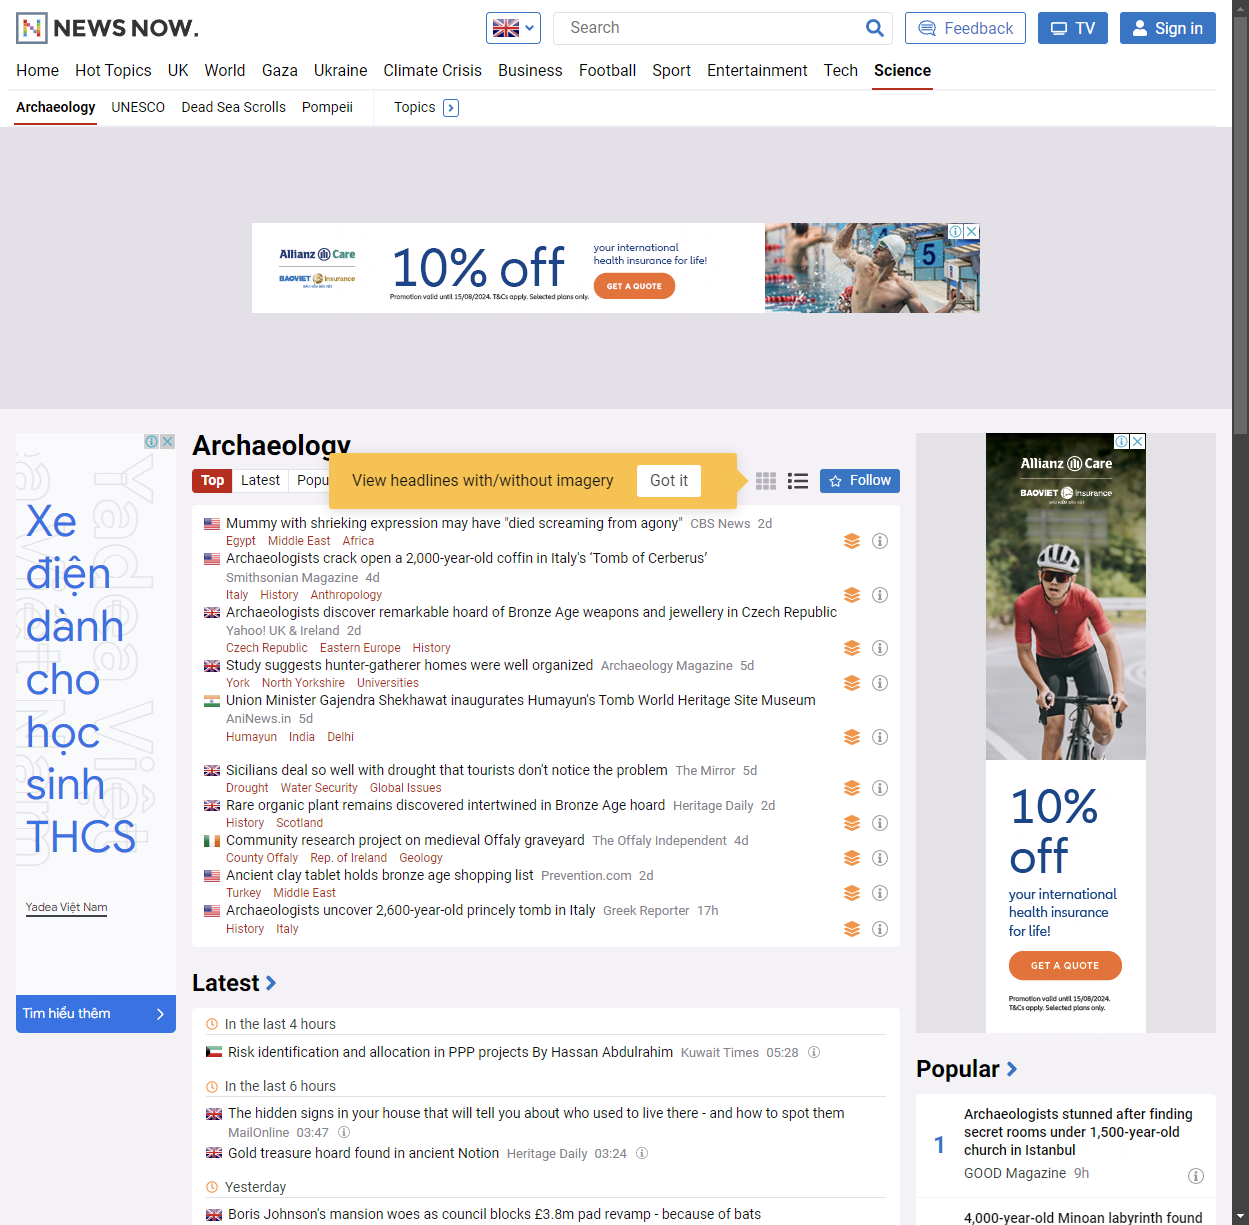 NEWS NOW.
Search
Feedback
TV
Sign in
Home Hot Topics UK World Gaza Ukraine Climate Crisis Business Football Sport Entertainment Tech Science
Archaeology UNESCO Dead Sea Scrolls Pompeii Topics
Allianz Care
BAOVIET Insurance
10% off
Promotion valid until 15/08/2024. T&Cs apply. Selected plans only.
your international
health insurance for life!
GET A QUOTE
5
Xe
điện
dành
cho
học
sinh
THCS
Yadea Việt Nam
Tìm hiểu thêm
Archaeology
Top Latest Popu
View headlines with/without imagery Got it
Follow
Mummy with shrieking expression may have "died screaming from agony" CBS News 2d
Egypt Middle East Africa
Archaeologists crack open a 2,000-year-old coffin in Italy's ‘Tomb of Cerberus’
Smithsonian Magazine 4d
Italy History Anthropology
Archaeologists discover remarkable hoard of Bronze Age weapons and jewellery in Czech Republic
Yahoo! UK & Ireland 2d
Czech Republic Eastern Europe History
Study suggests hunter-gatherer homes were well organized Archaeology Magazine 5d
York North Yorkshire Universities
Union Minister Gajendra Shekhawat inaugurates Humayun's Tomb World Heritage Site Museum
AniNews.in 5d
Humayun India Delhi
Sicilians deal so well with drought that tourists don't notice the problem The Mirror 5d
Drought Water Security Global Issues
Rare organic plant remains discovered intertwined in Bronze Age hoard Heritage Daily 2d
History Scotland
Community research project on medieval Offaly graveyard The Offaly Independent 4d
County Offaly Rep. of Ireland Geology
Ancient clay tablet holds bronze age shopping list Prevention.com 2d
Turkey Middle East
Archaeologists uncover 2,600-year-old princely tomb in Italy Greek Reporter 17h
History Italy
Latest
In the last 4 hours
Risk identification and allocation in PPP projects By Hassan Abdulrahim Kuwait Times 05:28
In the last 6 hours
The hidden signs in your house that will tell you about who used to live there - and how to spot them
MailOnline 03:47
Gold treasure hoard found in ancient Notion Heritage Daily 03:24
Yesterday
Boris Johnson's mansion woes as council blocks £3.8m pad revamp - because of bats
Allianz Care
BAOVIET Insurance
10%
off
your international
health insurance
for life!
GET A QUOTE
Promotion valid until 15/08/2024.
T&Cs apply. Selected plans only.
Popular
1
Archaeologists stunned after finding
secret rooms under 1,500-year-old
church in Istanbul
GOOD Magazine 9h
4,000-year-old Minoan labyrinth found